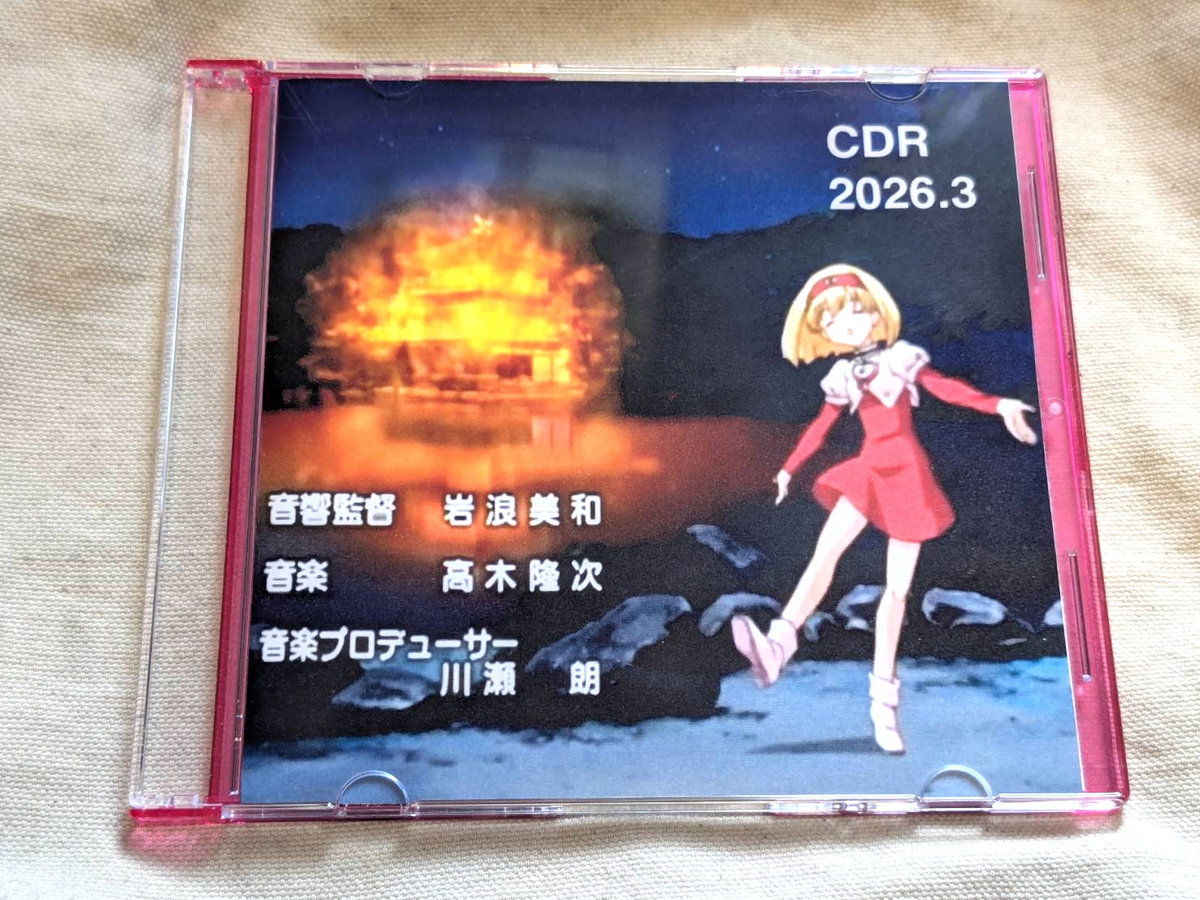 CDR
2026.3
音響監督 岩浪美和
音楽 高木隆次
音楽プロデューサー
川瀬 朗